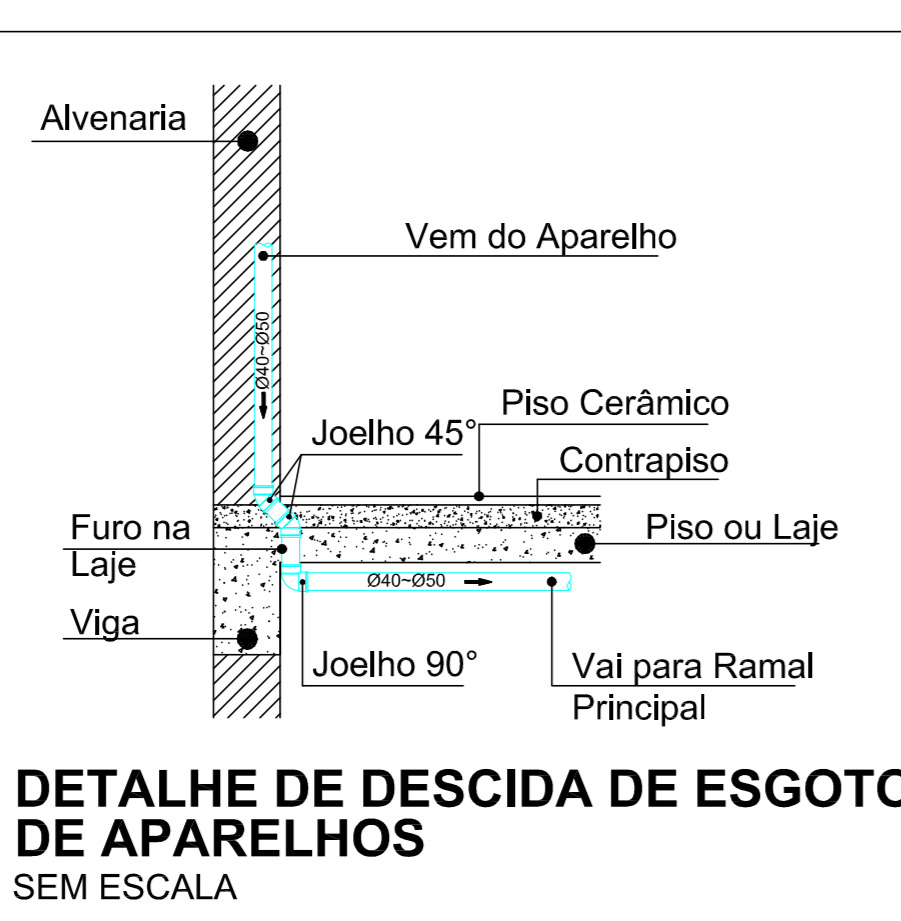 Alvenaria
Vem do Aparelho
Ø40~Ø50
Piso Cerâmico
Joelho 45°
Contrapiso
Furo na
Laje
Piso ou Laje
Ø40~Ø50
Viga
Joelho 90°
Vai para Ramal
Principal
DETALHE DE DESCIDA DE ESGOTO
DE APARELHOS
SEM ESCALA